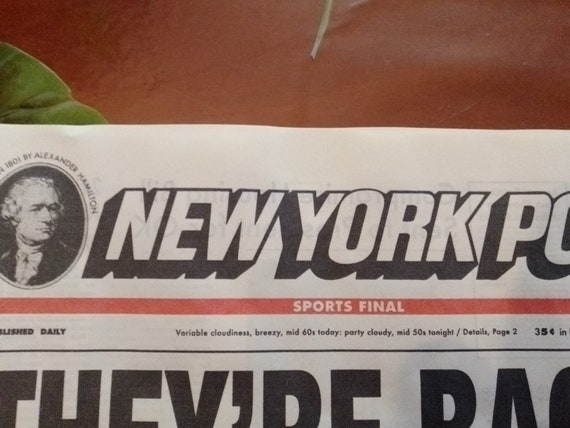 N 1801 BY ALEXANDER HAMILTON
NEW YORK PO
SPORTS FINAL
BLISHED DAILY
Variable cloudiness, breezy, mid 60s today: party cloudy, mid 50s tonight / Details, Page 2
35¢ in
THEY'RE BAC